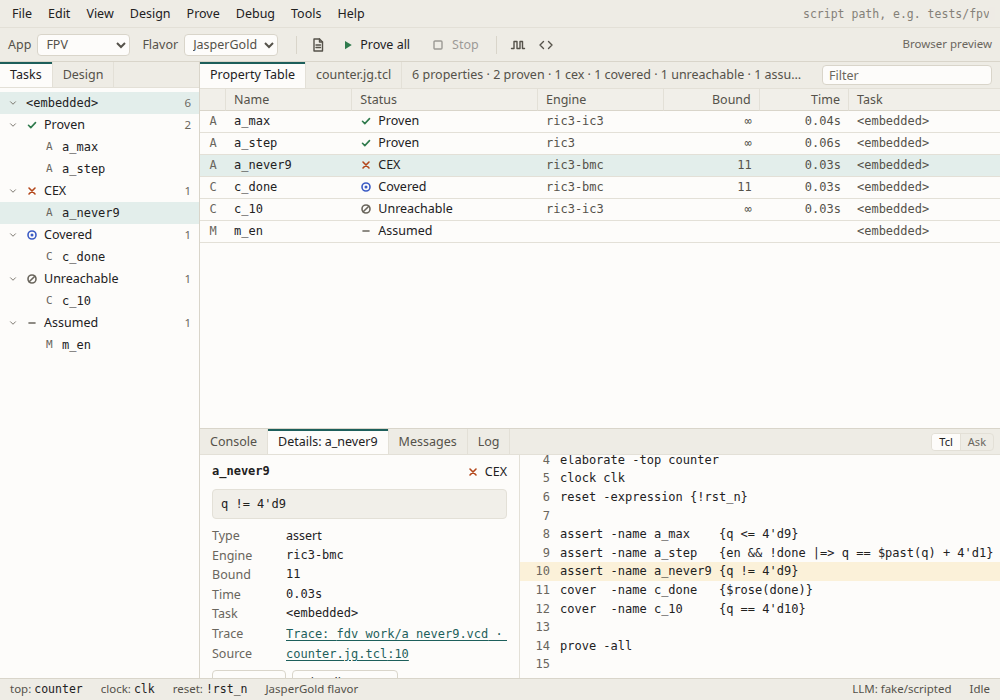 File Edit View Design Prove Debug Tools Help script path, e.g. tests/fpv
App FPV Flavor JasperGold Prove all Stop Browser preview
Tasks Design Property Table counter.jg.tcl 6 properties · 2 proven · 1 cex · 1 covered · 1 unreachable · 1 assu... Filter
<embedded> 6
Proven 2
A a_max
A a_step
CEX 1
A a_never9
Covered 1
C c_done
Unreachable 1
C c_10
Assumed 1
M m_en
Name Status Engine Bound Time Task
A a_max Proven ric3-ic3 ∞ 0.04s <embedded>
A a_step Proven ric3 ∞ 0.06s <embedded>
A a_never9 CEX ric3-bmc 11 0.03s <embedded>
C c_done Covered ric3-bmc 11 0.03s <embedded>
C c_10 Unreachable ric3-ic3 ∞ 0.03s <embedded>
M m_en Assumed <embedded>
Console Details: a_never9 Messages Log Tcl Ask
a_never9 CEX
q != 4'd9
Type assert
Engine ric3-bmc
Bound 11
Time 0.03s
Task <embedded>
Trace Trace: fdv_work/a_never9.vcd ·
Source counter.jg.tcl:10
4 elaborate -top counter
5 clock clk
6 reset -expression {!rst_n}
7
8 assert -name a_max {q <= 4'd9}
9 assert -name a_step {en && !done |=> q == $past(q) + 4'd1}
10 assert -name a_never9 {q != 4'd9}
11 cover -name c_done {$rose(done)}
12 cover -name c_10 {q == 4'd10}
13
14 prove -all
15
top: counter clock: clk reset: !rst_n JasperGold flavor LLM: fake/scripted Idle